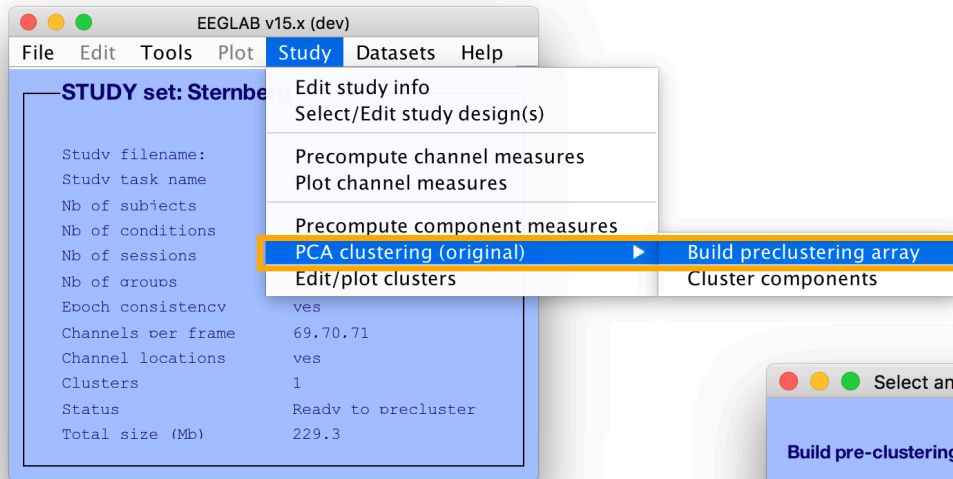 EEGLAB v15.x (dev)
File Edit Tools Plot Study Datasets Help
STUDY set: Sternberg
Edit study info
Select/Edit study design(s)
Precompute channel measures
Plot channel measures
Precompute component measures
PCA clustering (original)
Build preclustering array
Edit/plot clusters
Cluster components
Study filename:
Study task name
Nb of subjects
Nb of conditions
Nb of sessions
Nb of groups
Epoch consistency yes
Channels per frame 69,70,71
Channel locations yes
Clusters 1
Status Ready to precluster
Total size (Mb) 229.3
Select an
Build pre-clustering